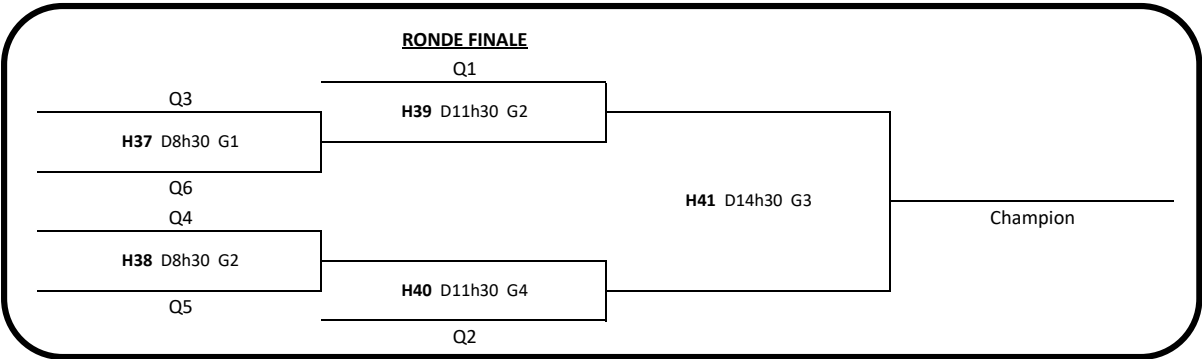 RONDE FINALE
Q1
Q3
H39 D11h30 G2
H37 D8h30 G1
Q6
H41 D14h30 G3
Q4
Champion
H38 D8h30 G2
H40 D11h30 G4
Q5
Q2